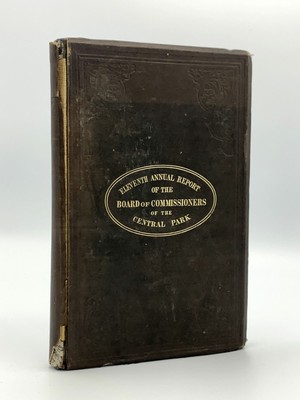 ELEVENTH ANNUAL REPORT
OF THE
BOARD OF COMMISSIONERS
OF THE
CENTRAL PARK